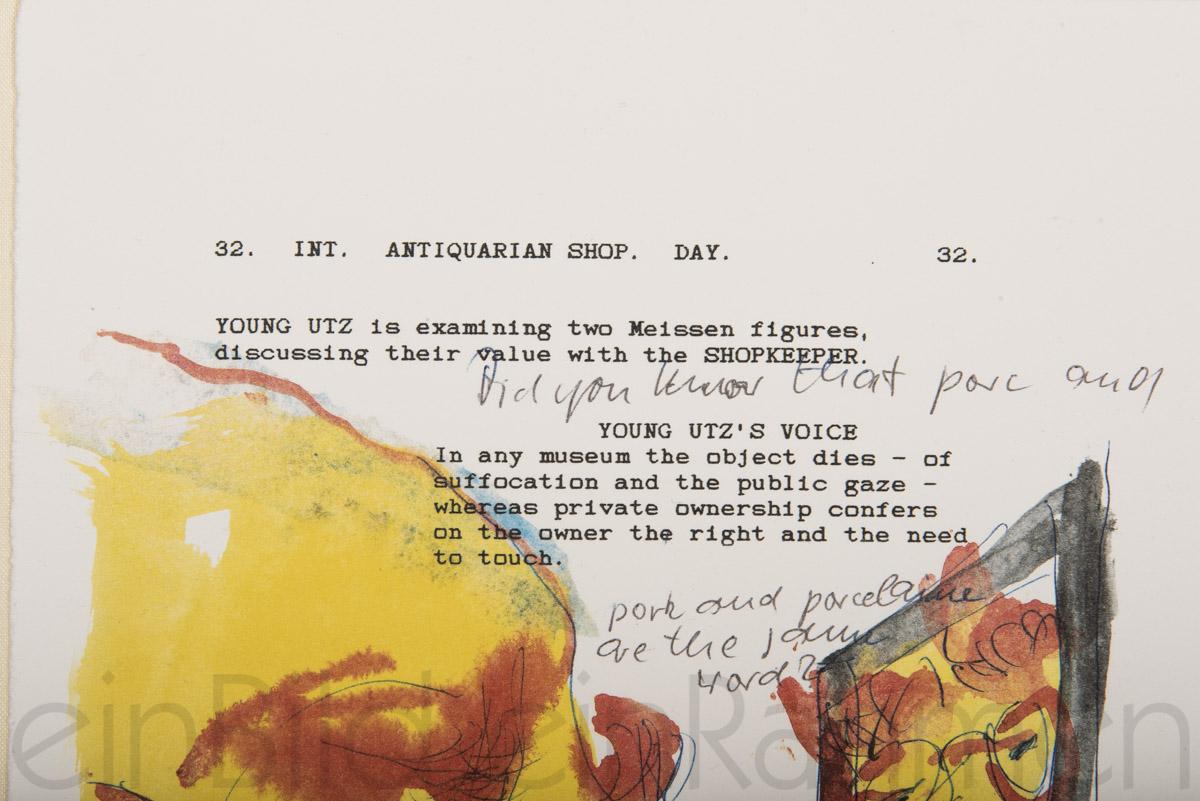 32. INT. ANTIQUARIAN SHOP. DAY. 32.
YOUNG UTZ is examining two Meissen figures,
discussing their value with the SHOPKEEPER.
Did you know that porc and
YOUNG UTZ'S VOICE
In any museum the object dies - of
suffocation and the public gaze -
whereas private ownership confers
on the owner the right and the need
to touch.
pork and porcelaine
are the same
word?
einBild einRahmen